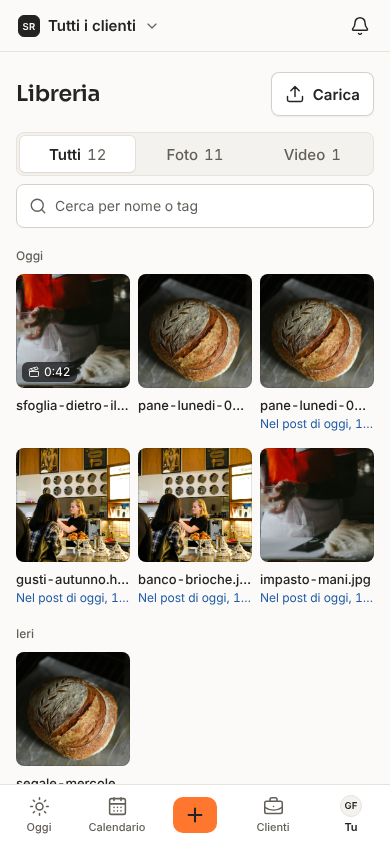 SR Tutti i clienti
Libreria
Carica
Tutti 12
Foto 11
Video 1
Cerca per nome o tag
Oggi
0:42
sfoglia-dietro-il...
pane-lunedi-0...
pane-lunedi-0...
Nel post di oggi, 1...
gusti-autunno.h...
banco-brioche.j...
impasto-mani.jpg
Nel post di oggi, 1...
Nel post di oggi, 1...
Nel post di oggi, 1...
Ieri
segale-mercole
Oggi
Calendario
Clienti
GF
Tu